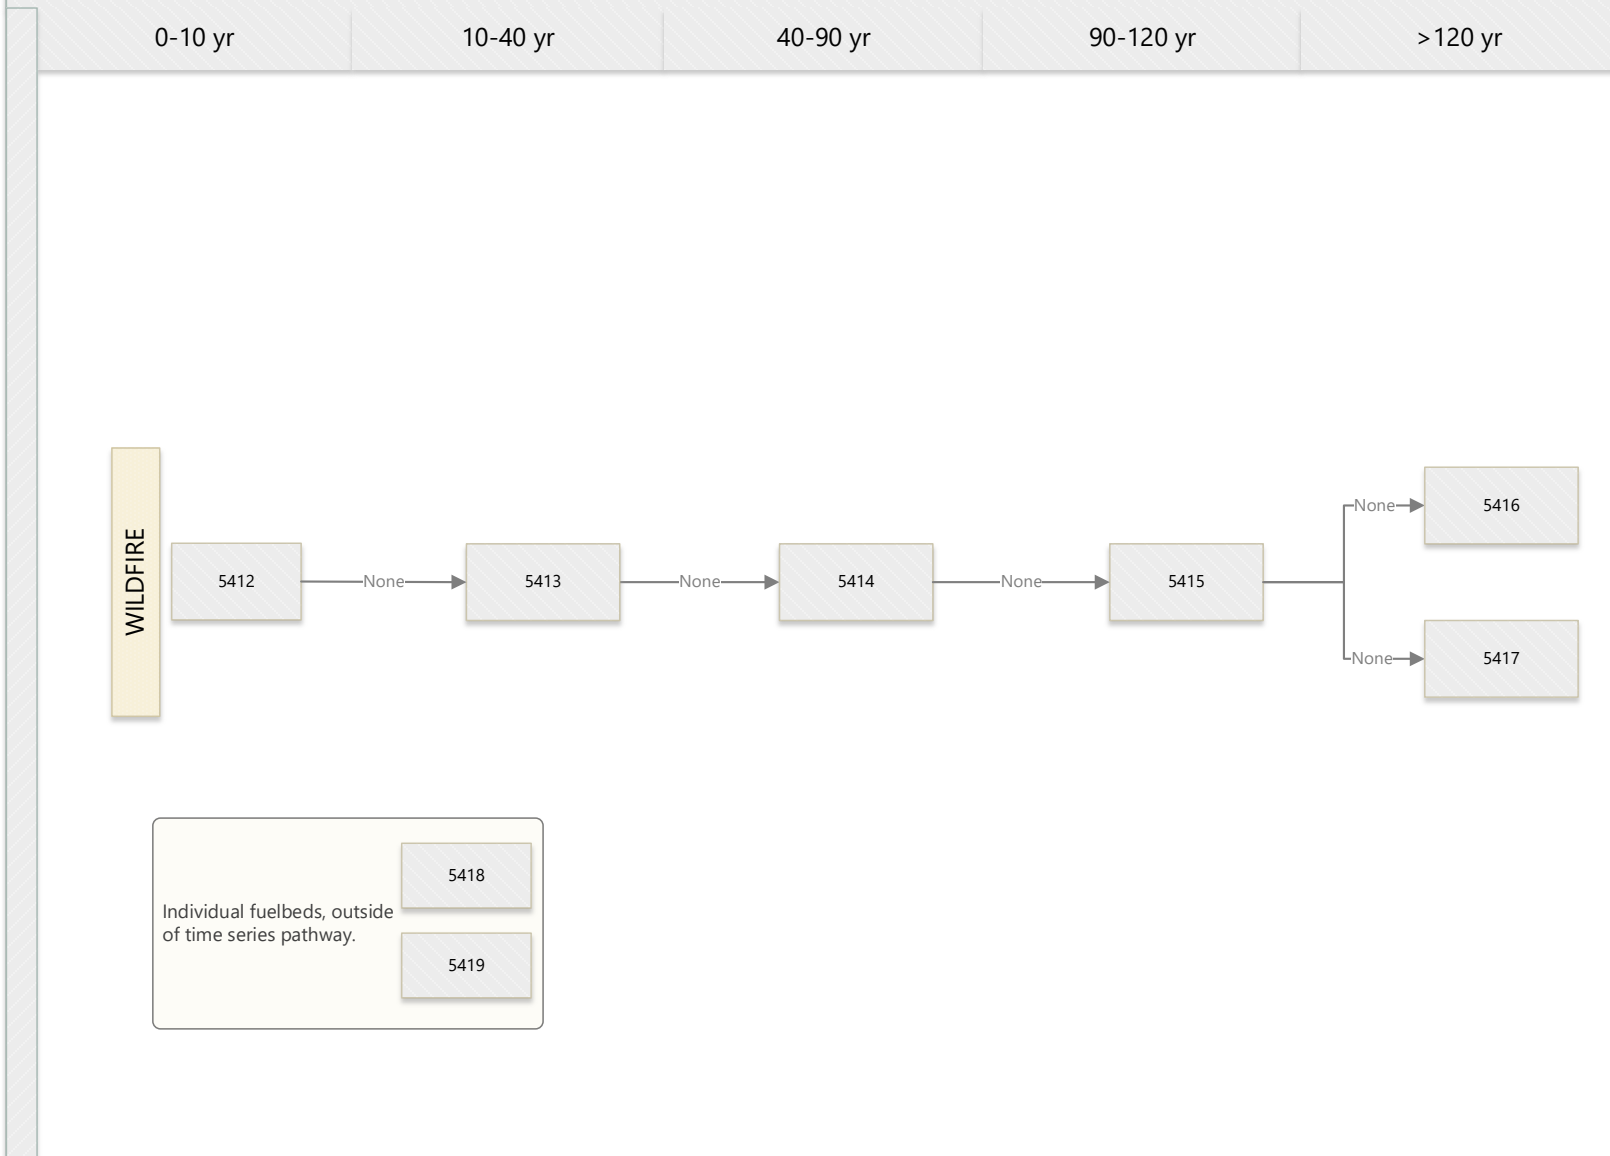 0-10 yr
10-40 yr
40-90 yr
90-120 yr
>120 yr
WILDFIRE
5412
None
5413
None
5414
None
5415
None
5416
None
5417
Individual fuelbeds, outside
of time series pathway.
5418
5419